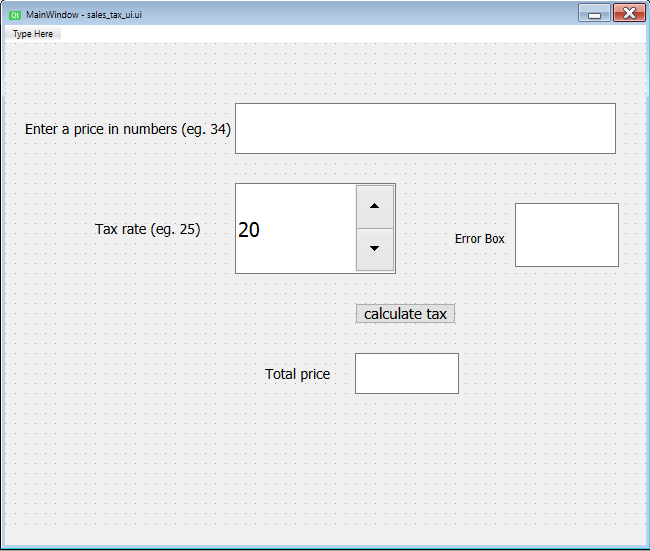 Qt MainWindow - sales_tax_ui.ui
Type Here
Enter a price in numbers (eg. 34)
Tax rate (eg. 25)
20
Error Box
calculate tax
Total price